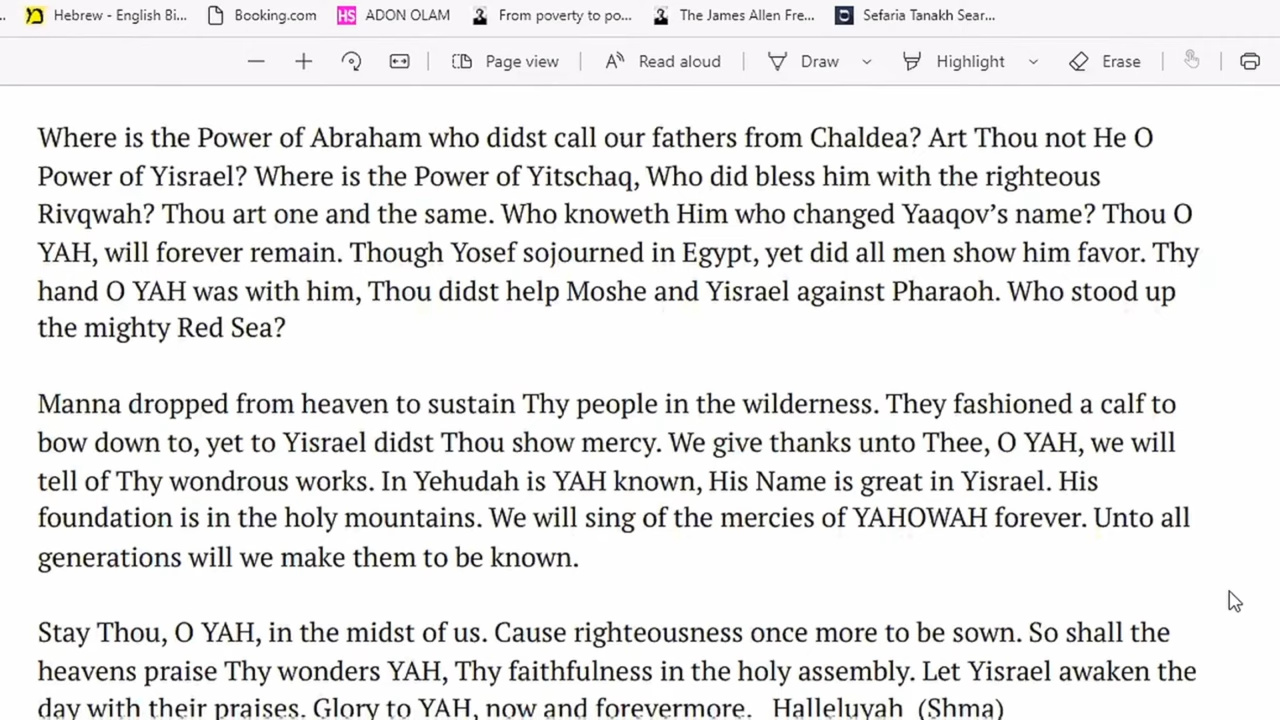 Hebrew - English Bi...
Booking.com
HS ADON OLAM
From poverty to po...
The James Allen Fre...
Sefaria Tanakh Sear...
Page view
Read aloud
Draw
Highlight
Erase
Where is the Power of Abraham who didst call our fathers from Chaldea? Art Thou not He O
Power of Yisrael? Where is the Power of Yitschaq, Who did bless him with the righteous
Rivqwah? Thou art one and the same. Who knoweth Him who changed Yaaqov’s name? Thou O
YAH, will forever remain. Though Yosef sojourned in Egypt, yet did all men show him favor. Thy
hand O YAH was with him, Thou didst help Moshe and Yisrael against Pharaoh. Who stood up
the mighty Red Sea?
Manna dropped from heaven to sustain Thy people in the wilderness. They fashioned a calf to
bow down to, yet to Yisrael didst Thou show mercy. We give thanks unto Thee, O YAH, we will
tell of Thy wondrous works. In Yehudah is YAH known, His Name is great in Yisrael. His
foundation is in the holy mountains. We will sing of the mercies of YAHOWAH forever. Unto all
generations will we make them to be known.
Stay Thou, O YAH, in the midst of us. Cause righteousness once more to be sown. So shall the
heavens praise Thy wonders YAH, Thy faithfulness in the holy assembly. Let Yisrael awaken the
day with their praises. Glory to YAH, now and forevermore. Halleluyah (Shma)